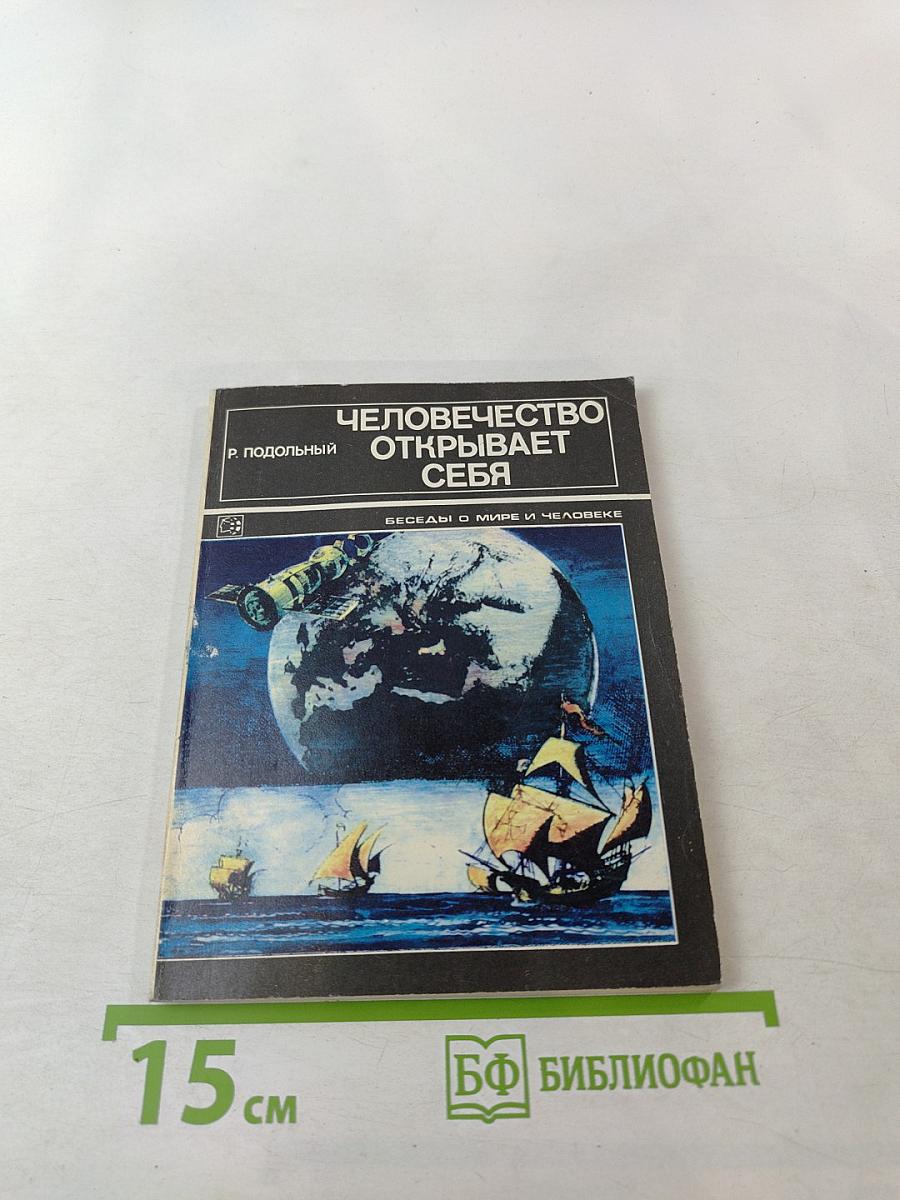 ЧЕЛОВЕЧЕСТВО
Р. ПОДОЛЬНЫЙ
ОТКРЫВАЕТ
СЕБЯ
БЕСЕДЫ О МИРЕ И ЧЕЛОВЕКЕ
15 см
БФ БИБЛИОФАН